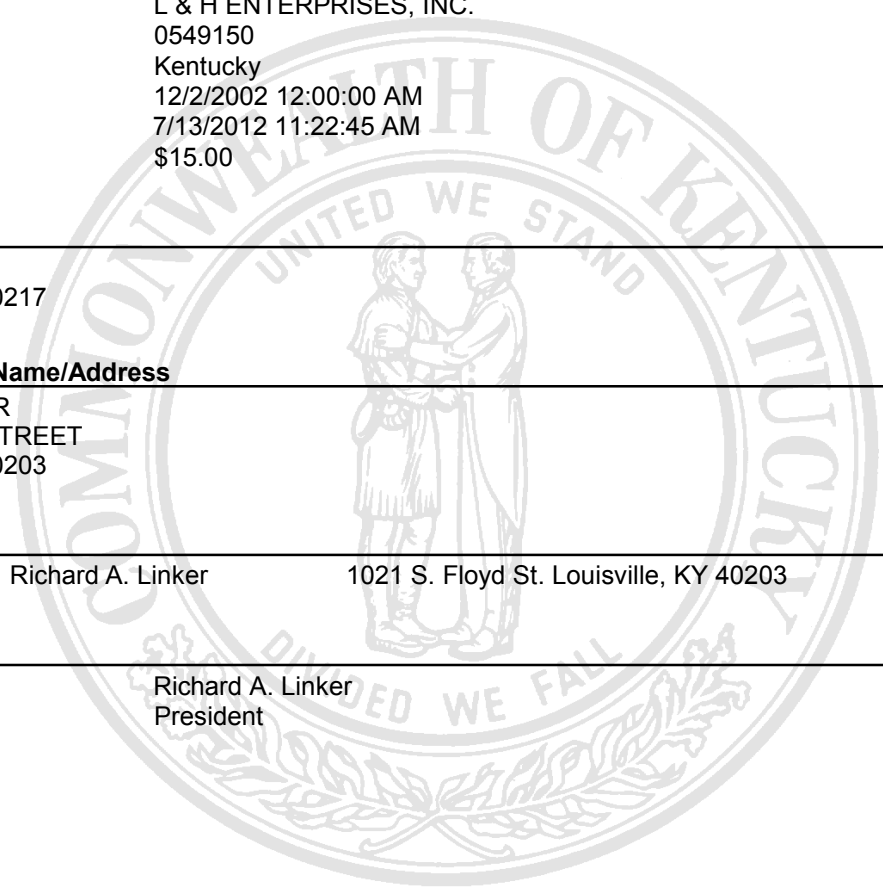 L & H ENTERPRISES, INC.
0549150
Kentucky
12/2/2002 12:00:00 AM
7/13/2012 11:22:45 AM
$15.00
COMMONWEALTH OF KENTUCKY
UNITED WE STAND
0217
Name/Address
R
TREET
0203
Richard A. Linker 1021 S. Floyd St. Louisville, KY 40203
DIVIDED WE FALL
Richard A. Linker
President